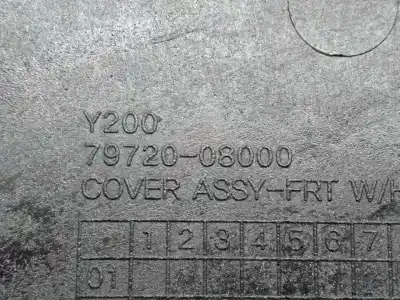 Y200
79720-08000
COVER ASSY-FRT W/H
1 2 3 4 5 6 7
01